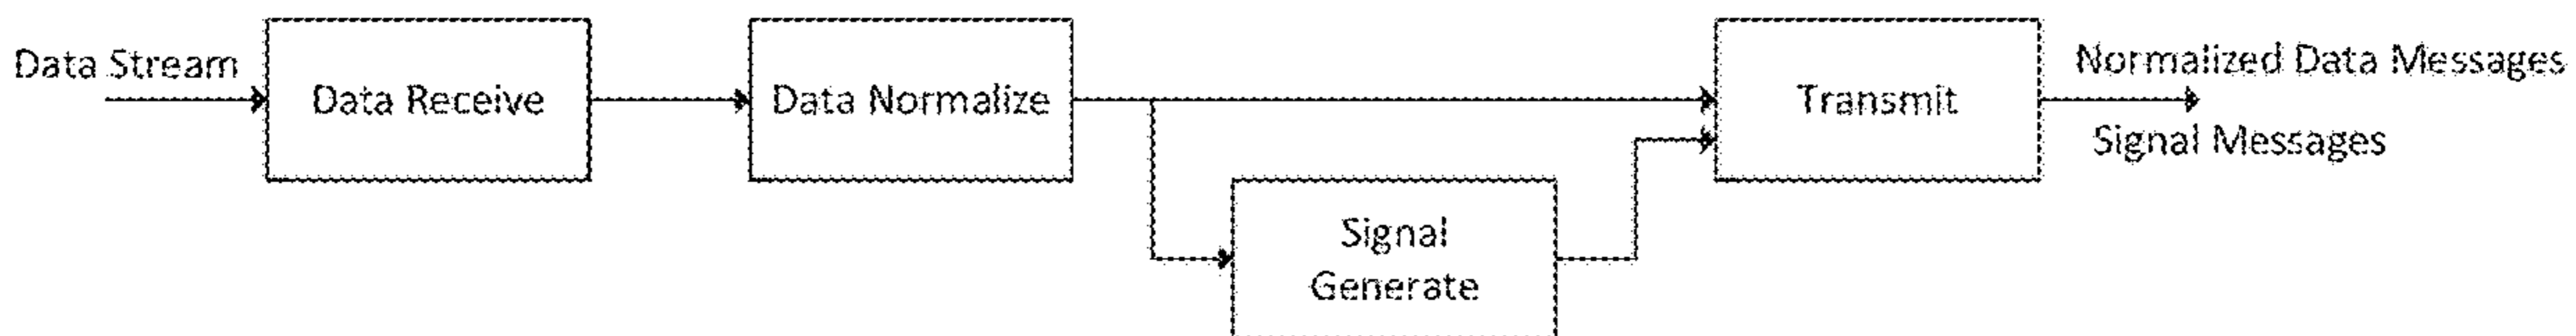 Data Stream
Data Receive
Data Normalize
Transmit
Normalized Data Messages
Signal Messages
Signal
Generate